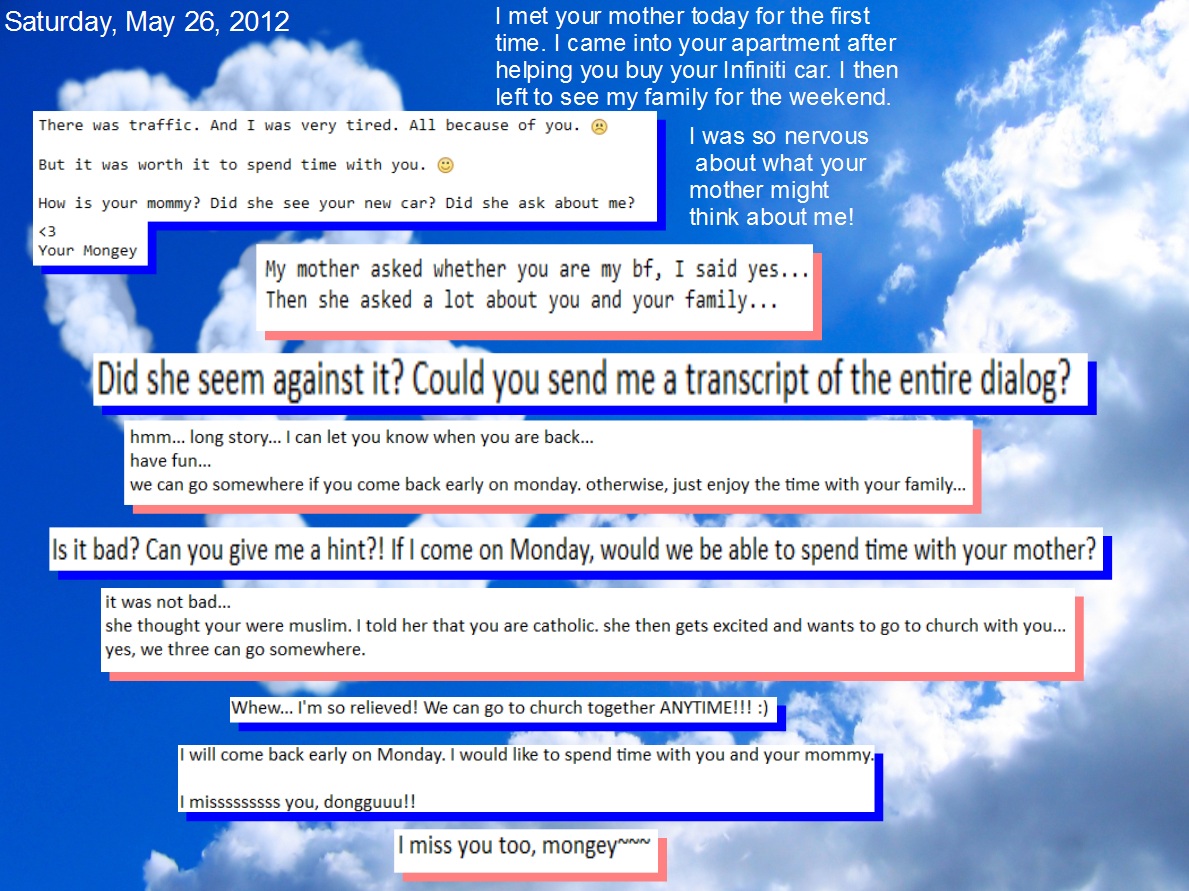 Saturday, May 26, 2012
I met your mother today for the first
time. I came into your apartment after
helping you buy your Infiniti car. I then
left to see my family for the weekend.
There was traffic. And I was very tired. All because of you. ☹
But it was worth it to spend time with you. 🙂
How is your mommy? Did she see your new car? Did she ask about me?
<3
Your Mongey
I was so nervous
about what your
mother might
think about me!
My mother asked whether you are my bf, I said yes...
Then she asked a lot about you and your family...
Did she seem against it? Could you send me a transcript of the entire dialog?
hmm... long story... I can let you know when you are back...
have fun...
we can go somewhere if you come back early on monday. otherwise, just enjoy the time with your family...
Is it bad? Can you give me a hint?! If I come on Monday, would we be able to spend time with your mother?
it was not bad...
she thought your were muslim. I told her that you are catholic. she then gets excited and wants to go to church with you...
yes, we three can go somewhere.
Whew... I'm so relieved! We can go to church together ANYTIME!!! :)
I will come back early on Monday. I would like to spend time with you and your mommy.
I misssssssss you, dongguuu!!
I miss you too, mongey~~~